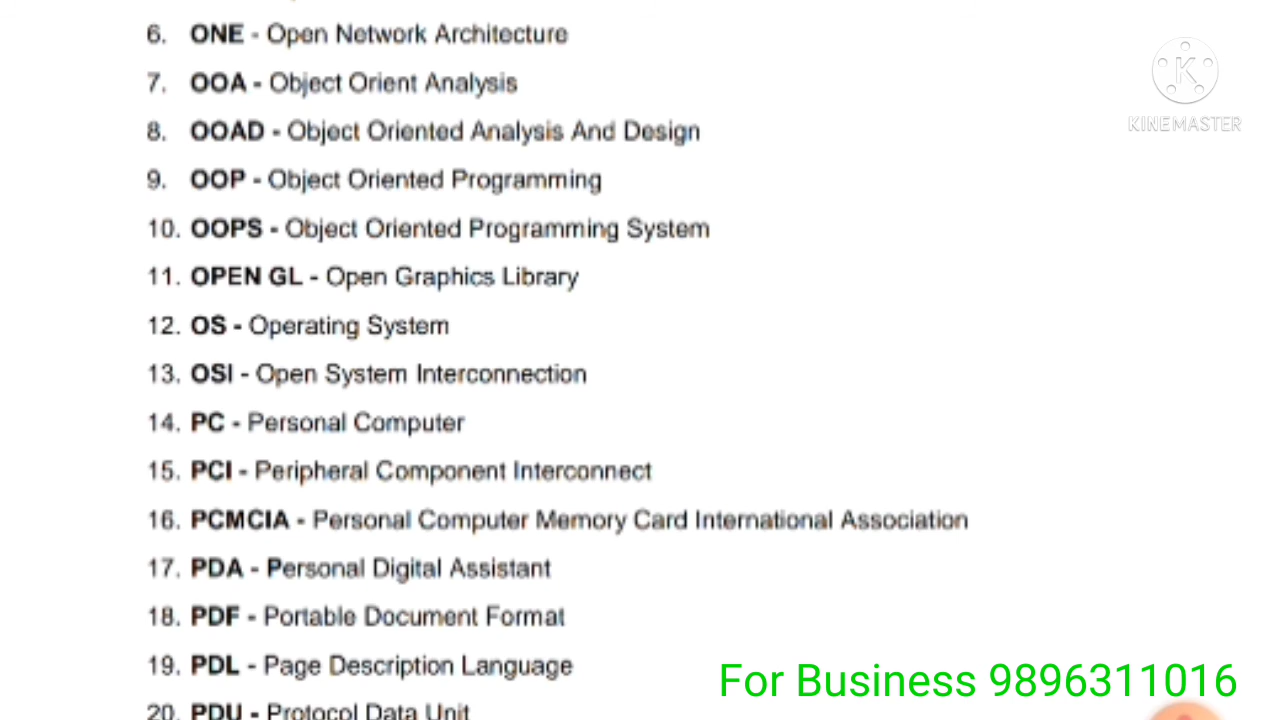 6. ONE - Open Network Architecture
7. OOA - Object Orient Analysis
8. OOAD - Object Oriented Analysis And Design
9. OOP - Object Oriented Programming
10. OOPS - Object Oriented Programming System
11. OPEN GL - Open Graphics Library
12. OS - Operating System
13. OSI - Open System Interconnection
14. PC - Personal Computer
15. PCI - Peripheral Component Interconnect
16. PCMCIA - Personal Computer Memory Card International Association
17. PDA - Personal Digital Assistant
18. PDF - Portable Document Format
19. PDL - Page Description Language
20. PDU - Protocol Data Unit
K
KINEMASTER
For Business 9896311016